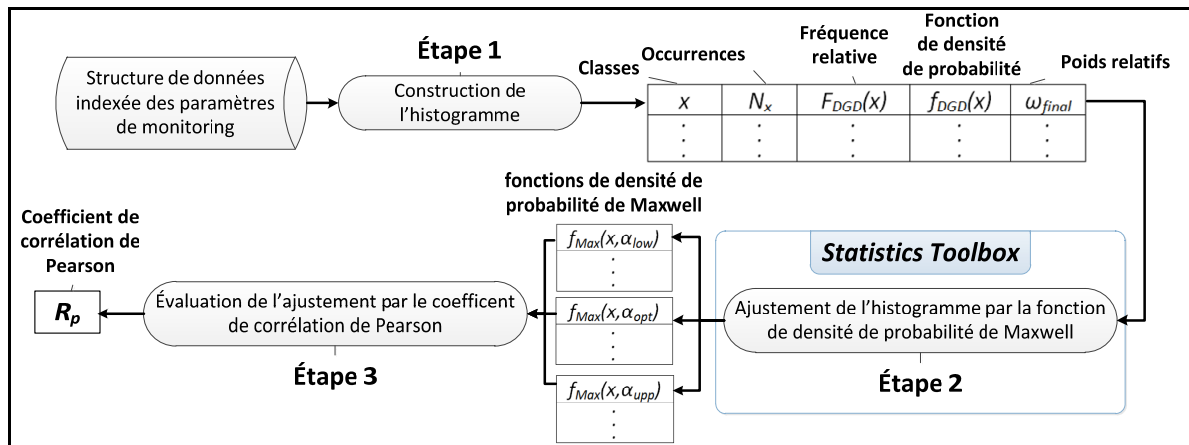 Structure de données
indexée des paramètres
de monitoring
Étape 1
Construction de
l'histogramme
Classes
Occurrences
Fréquence
relative
Fonction
de densité
de probabilité
Poids relatifs
x N_x F_DGD(x) f_DGD(x) ω_final
Statistics Toolbox
Ajustement de l'histogramme par la fonction
de densité de probabilité de Maxwell
Étape 2
fonctions de densité de
probabilité de Maxwell
f_Max(x,α_low)
f_Max(x,α_opt)
f_Max(x,α_upp)
Évaluation de l'ajustement par le coefficent
de corrélation de Pearson
Étape 3
Coefficient de
corrélation de
Pearson
R_p